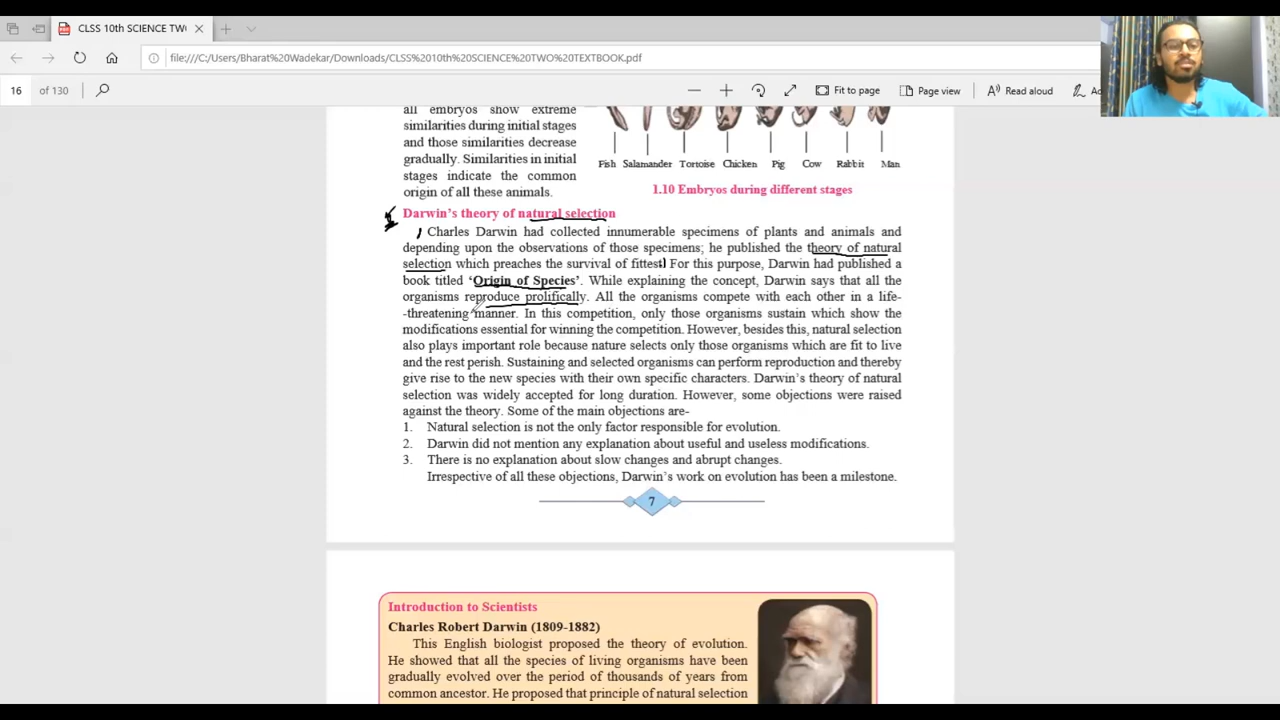 CLSS 10th SCIENCE TWO
file:///C:/Users/Bharat%20Wadekar/Downloads/CLSS%2010th%20SCIENCE%20TWO%20TEXTBOOK.pdf
16 of 130 Fit to page Page view Read aloud
all embryos show extreme
similarities during initial stages
and those similarities decrease
gradually. Similarities in initial
stages indicate the common
origin of all these animals.
Fish Salamander Tortoise Chicken Pig Cow Rabbit Man
1.10 Embryos during different stages
Darwin's theory of natural selection
Charles Darwin had collected innumerable specimens of plants and animals and
depending upon the observations of those specimens; he published the theory of natural
selection which preaches the survival of fittest. For this purpose, Darwin had published a
book titled 'Origin of Species'. While explaining the concept, Darwin says that all the
organisms reproduce prolifically. All the organisms compete with each other in a life-
-threatening manner. In this competition, only those organisms sustain which show the
modifications essential for winning the competition. However, besides this, natural selection
also plays important role because nature selects only those organisms which are fit to live
and the rest perish. Sustaining and selected organisms can perform reproduction and thereby
give rise to the new species with their own specific characters. Darwin's theory of natural
selection was widely accepted for long duration. However, some objections were raised
against the theory. Some of the main objections are-
1. Natural selection is not the only factor responsible for evolution.
2. Darwin did not mention any explanation about useful and useless modifications.
3. There is no explanation about slow changes and abrupt changes.
Irrespective of all these objections, Darwin's work on evolution has been a milestone.
7
Introduction to Scientists
Charles Robert Darwin (1809-1882)
This English biologist proposed the theory of evolution.
He showed that all the species of living organisms have been
gradually evolved over the period of thousands of years from
common ancestor. He proposed that principle of natural selection